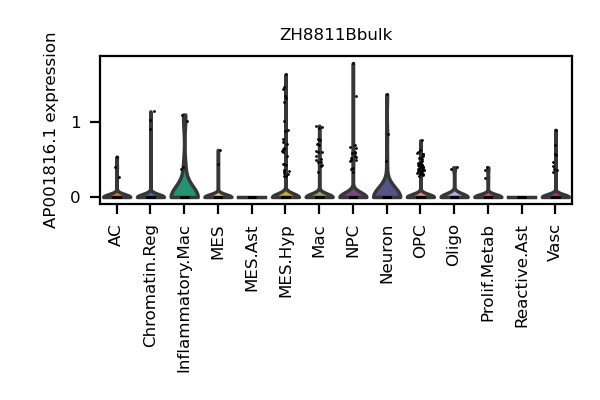 ZH8811Bbulk
AP001816.1 expression
1
0
AC
Chromatin.Reg
Inflammatory.Mac
MES
MES.Ast
MES.Hyp
Mac
NPC
Neuron
OPC
Oligo
Prolif.Metab
Reactive.Ast
Vasc